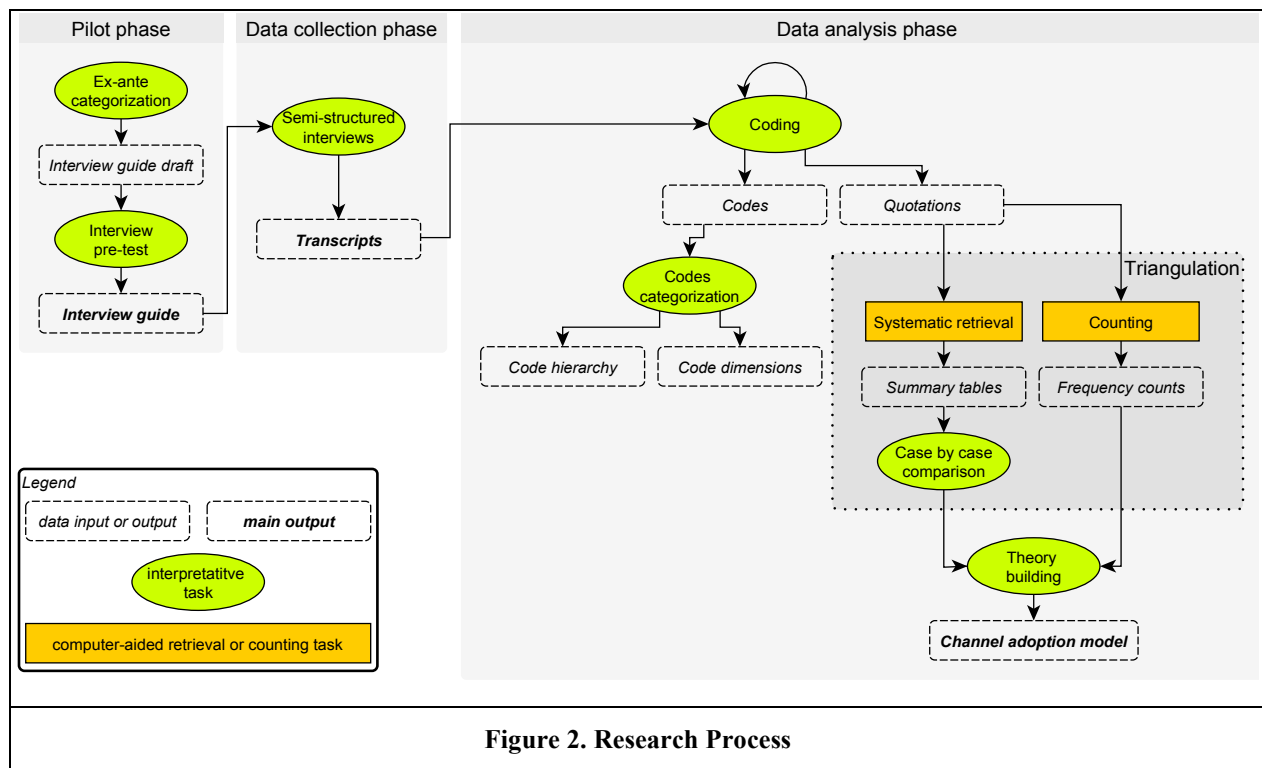 Pilot phase
Data collection phase
Data analysis phase
Ex-ante
categorization
Interview guide draft
Interview
pre-test
Interview guide
Semi-structured
interviews
Transcripts
Coding
Codes
Quotations
Codes
categorization
Code hierarchy
Code dimensions
Triangulation
Systematic retrieval
Counting
Summary tables
Frequency counts
Case by case
comparison
Theory
building
Channel adoption model
Legend
data input or output
main output
interpretatitve
task
computer-aided retrieval or counting task
Figure 2. Research Process